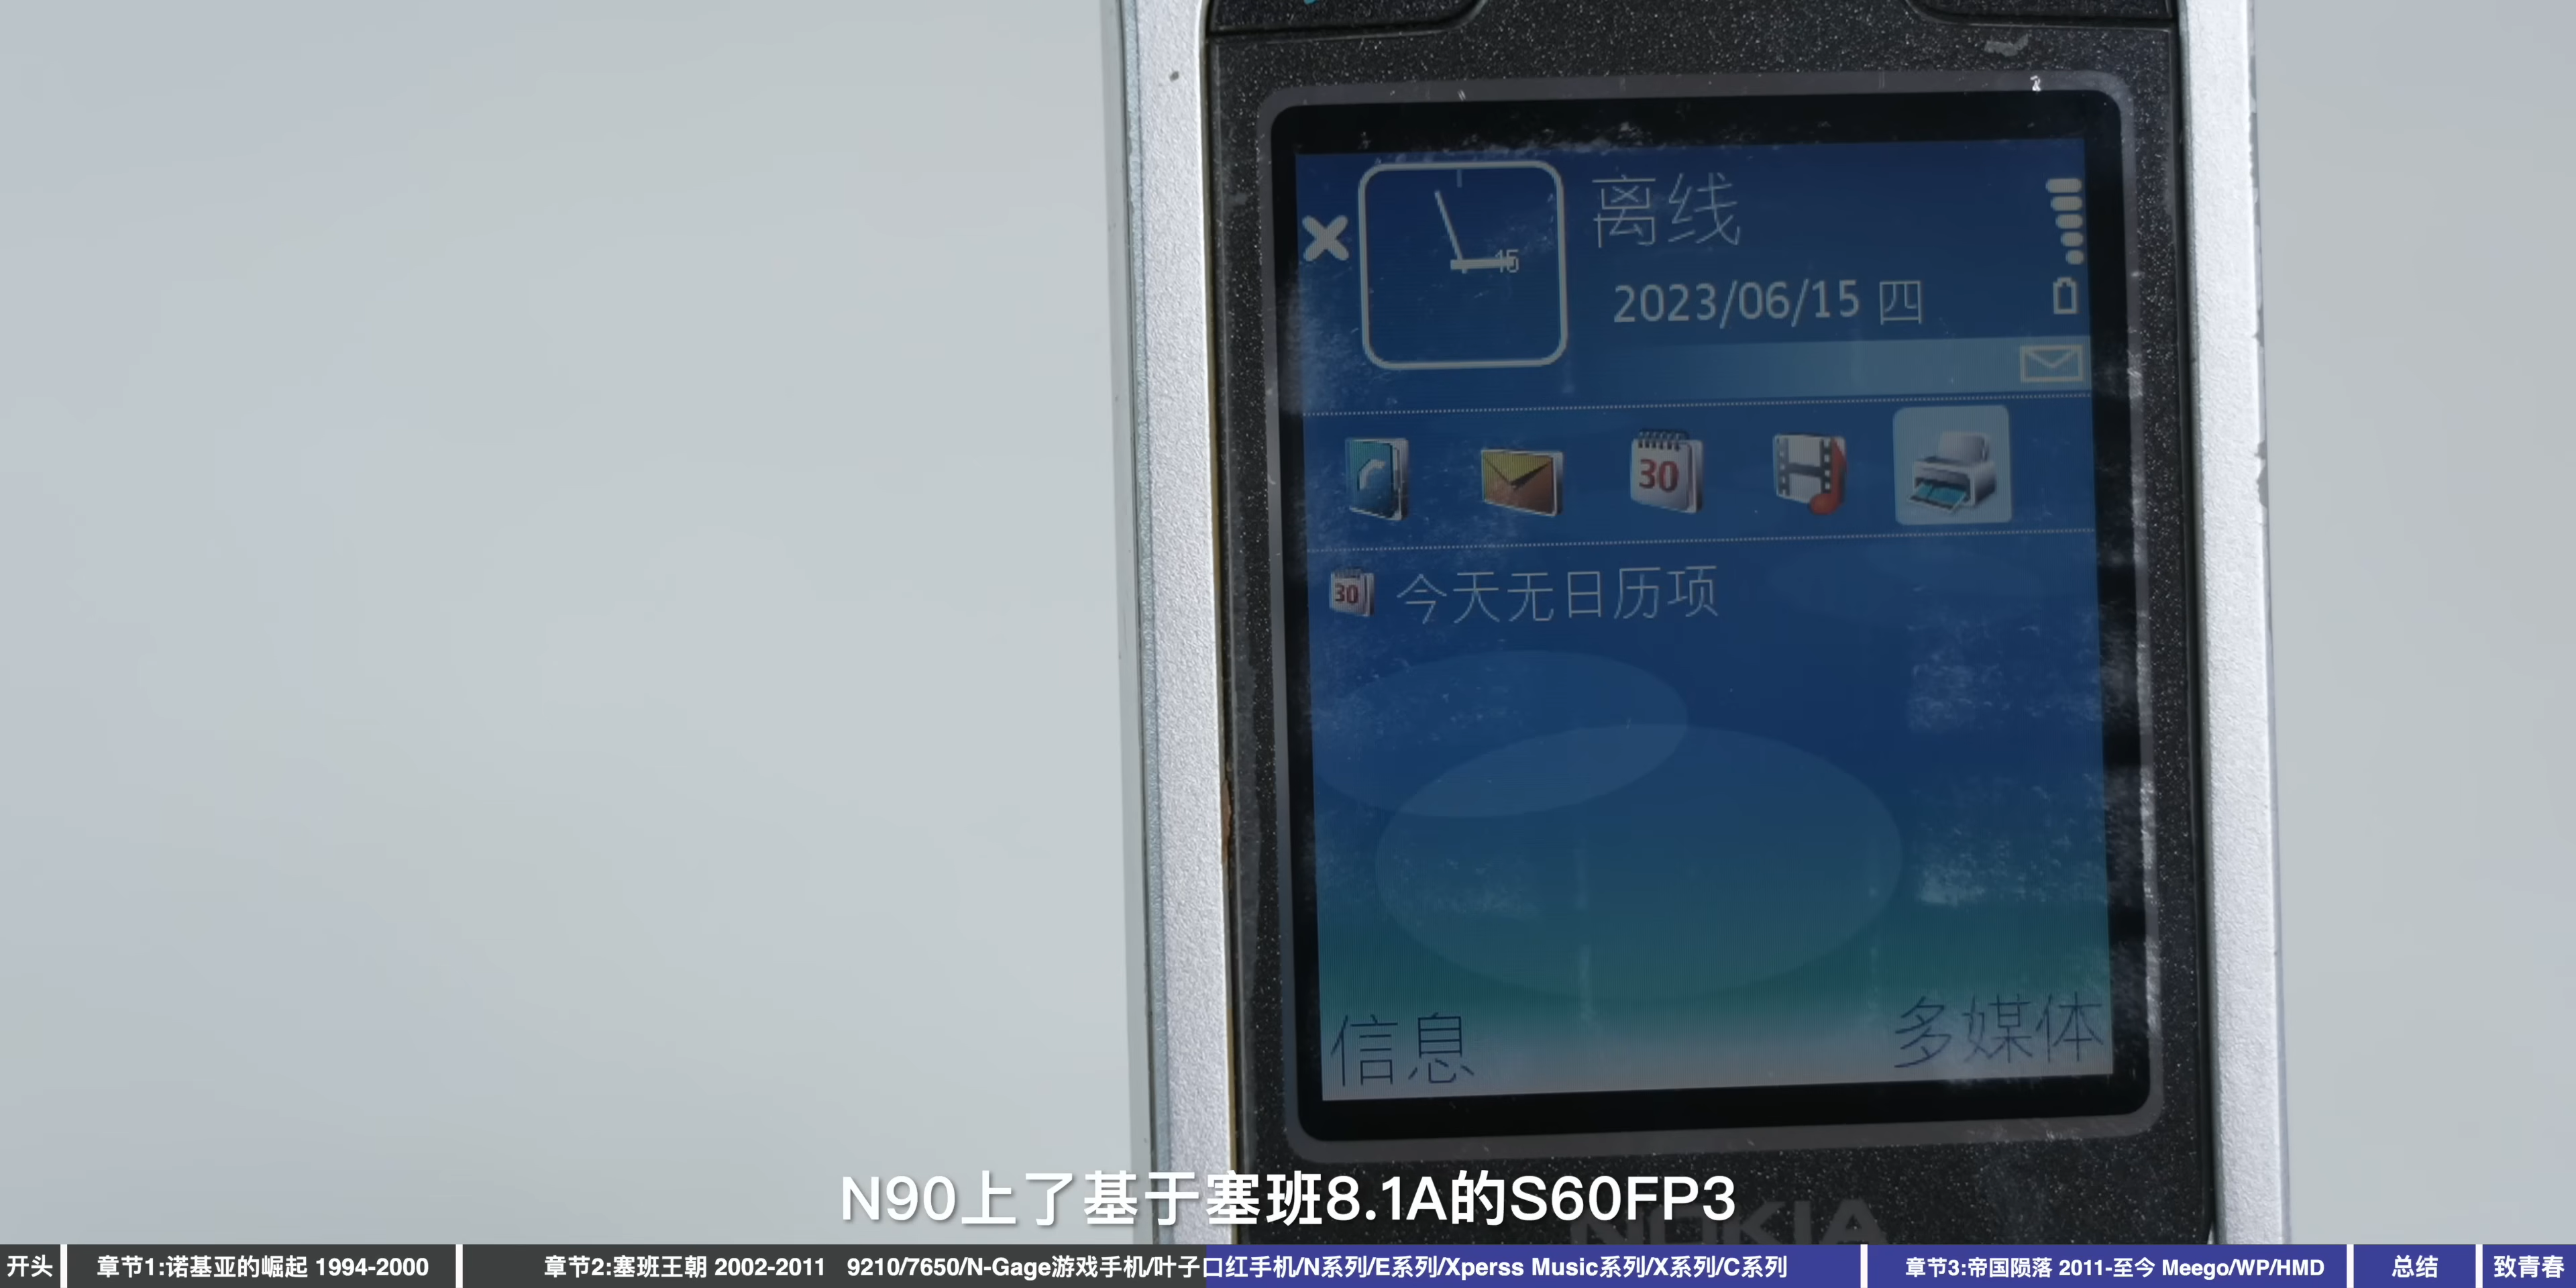 离线
15
2023/06/15 四
30
30 今天无日历项
信息 多媒体
NOKIA
N90上了基于塞班8.1A的S60FP3
开头 章节1:诺基亚的崛起 1994-2000 章节2:塞班王朝 2002-2011 9210/7650/N-Gage游戏手机/叶子口红手机/N系列/E系列/Xperss Music系列/X系列/C系列 章节3:帝国陨落 2011-至今 Meego/WP/HMD 总结 致青春